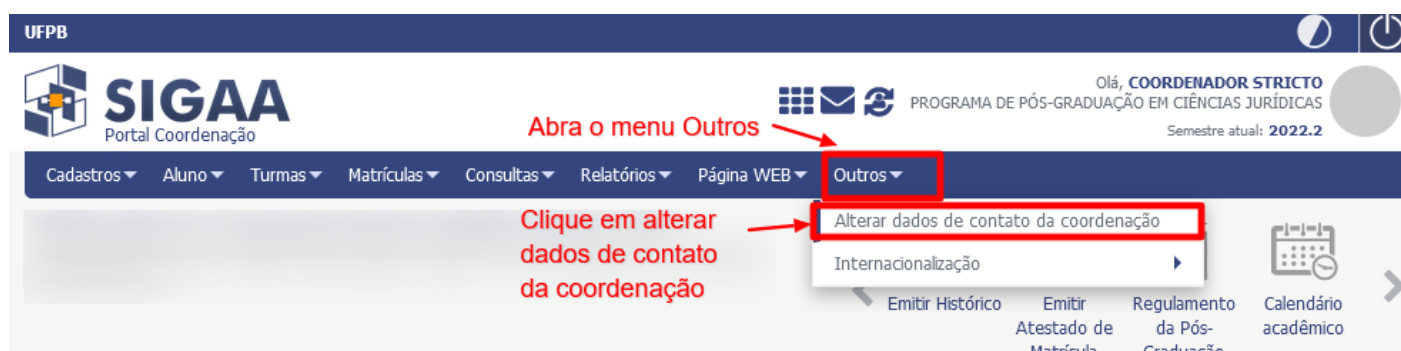 UFPB
SIGAA
Portal Coordenação
Olá, COORDENADOR STRICTO
PROGRAMA DE PÓS-GRADUAÇÃO EM CIÊNCIAS JURÍDICAS
Semestre atual: 2022.2
Abra o menu Outros
Cadastros
Aluno
Turmas
Matrículas
Consultas
Relatórios
Página WEB
Outros
Clique em alterar
dados de contato
da coordenação
Alterar dados de contato da coordenação
Internacionalização
Emitir Histórico
Emitir
Atestado de
Matrícula
Regulamento
da Pós-
Graduação
Calendário
acadêmico